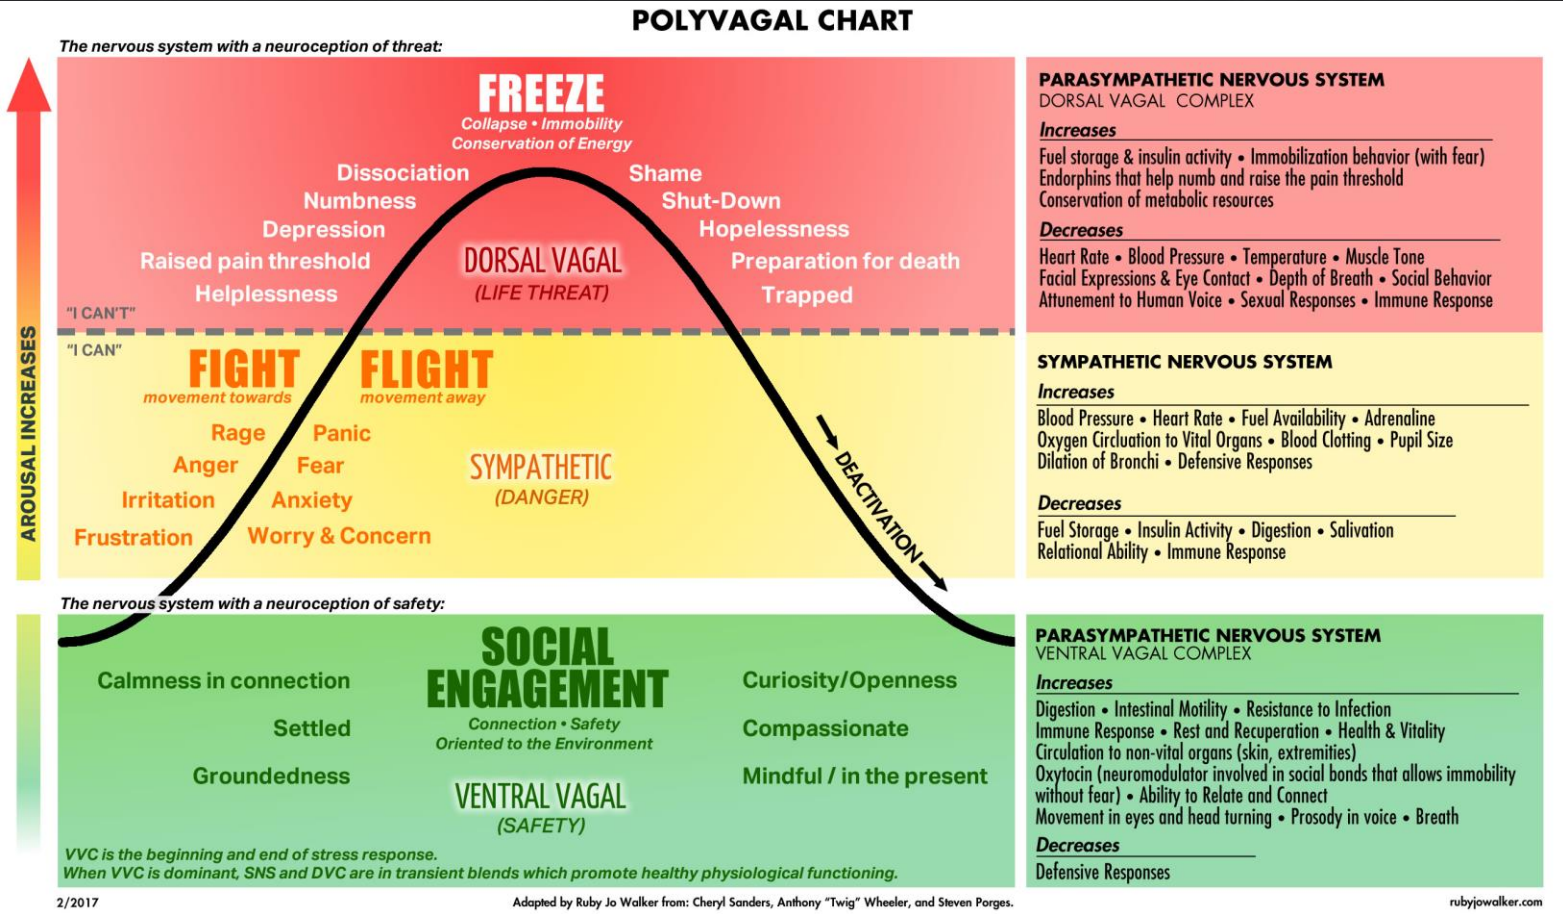 POLYVAGAL CHART
The nervous system with a neuroception of threat:
AROUSAL INCREASES
FREEZE
Collapse • Immobility
Conservation of Energy
Dissociation
Numbness
Depression
Raised pain threshold
Helplessness
Shame
Shut-Down
Hopelessness
Preparation for death
Trapped
DORSAL VAGAL
(LIFE THREAT)
"I CAN'T"
"I CAN"
FIGHT
movement towards
FLIGHT
movement away
Rage
Anger
Irritation
Frustration
Panic
Fear
Anxiety
Worry & Concern
SYMPATHETIC
(DANGER)
DEACTIVATION
The nervous system with a neuroception of safety:
SOCIAL
ENGAGEMENT
Connection • Safety
Oriented to the Environment
Calmness in connection
Settled
Groundedness
Curiosity/Openness
Compassionate
Mindful / in the present
VENTRAL VAGAL
(SAFETY)
VVC is the beginning and end of stress response.
When VVC is dominant, SNS and DVC are in transient blends which promote healthy physiological functioning.
PARASYMPATHETIC NERVOUS SYSTEM
DORSAL VAGAL COMPLEX
Increases
Fuel storage & insulin activity • Immobilization behavior (with fear)
Endorphins that help numb and raise the pain threshold
Conservation of metabolic resources
Decreases
Heart Rate • Blood Pressure • Temperature • Muscle Tone
Facial Expressions & Eye Contact • Depth of Breath • Social Behavior
Attunement to Human Voice • Sexual Responses • Immune Response
SYMPATHETIC NERVOUS SYSTEM
Increases
Blood Pressure • Heart Rate • Fuel Availability • Adrenaline
Oxygen Circluation to Vital Organs • Blood Clotting • Pupil Size
Dilation of Bronchi • Defensive Responses
Decreases
Fuel Storage • Insulin Activity • Digestion • Salivation
Relational Ability • Immune Response
PARASYMPATHETIC NERVOUS SYSTEM
VENTRAL VAGAL COMPLEX
Increases
Digestion • Intestinal Motility • Resistance to Infection
Immune Response • Rest and Recuperation • Health & Vitality
Circulation to non-vital organs (skin, extremities)
Oxytocin (neuromodulator involved in social bonds that allows immobility
without fear) • Ability to Relate and Connect
Movement in eyes and head turning • Prosody in voice • Breath
Decreases
Defensive Responses
2/2017
Adapted by Ruby Jo Walker from: Cheryl Sanders, Anthony "Twig" Wheeler, and Steven Porges.
rubyjowalker.com